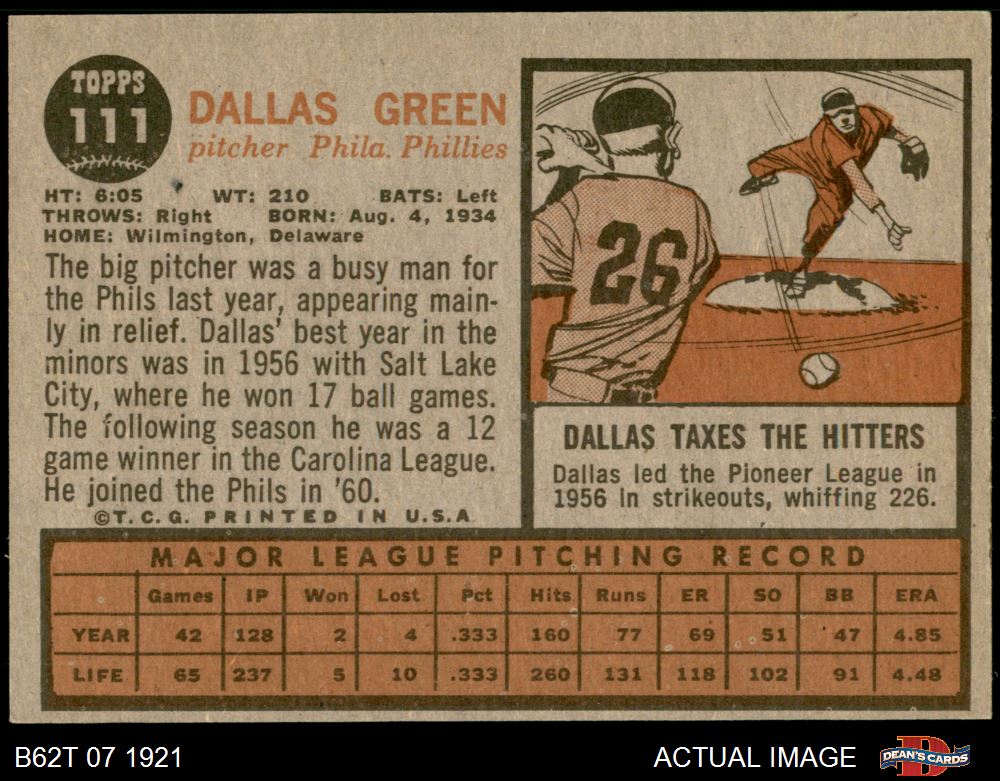 TOPPS
111
DALLAS GREEN
pitcher Phila. Phillies
HT: 6:05 WT: 210 BATS: Left
THROWS: Right BORN: Aug. 4, 1934
HOME: Wilmington, Delaware
The big pitcher was a busy man for
the Phils last year, appearing main-
ly in relief. Dallas' best year in the
minors was in 1956 with Salt Lake
City, where he won 17 ball games.
The following season he was a 12
game winner in the Carolina League.
He joined the Phils in '60.
©T.C.G. PRINTED IN U.S.A
26
DALLAS TAXES THE HITTERS
Dallas led the Pioneer League in
1956 in strikeouts, whiffing 226.
MAJOR LEAGUE PITCHING RECORD
Games IP Won Lost Pct Hits Runs ER SO BB ERA
YEAR 42 128 2 4 .333 160 77 69 51 47 4.85
LIFE 65 237 5 10 .333 260 131 118 102 91 4.48
B62T 07 1921
ACTUAL IMAGE
DEAN'S CARDS